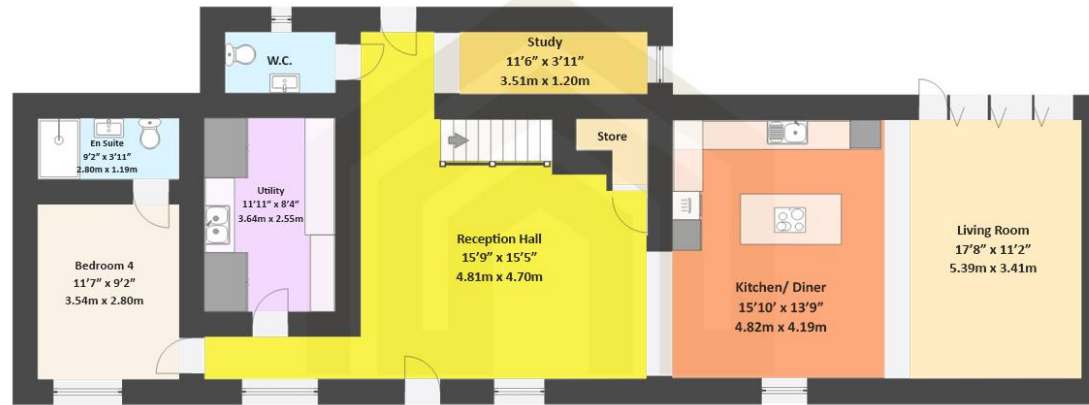 W.C.
Study
11’6” x 3’11”
3.51m x 1.20m
En Suite
9’2” x 3’11”
2.80m x 1.19m
Store
Utility
11’11” x 8’4”
3.64m x 2.55m
Bedroom 4
11’7” x 9’2”
3.54m x 2.80m
Reception Hall
15’9” x 15’5”
4.81m x 4.70m
Kitchen/ Diner
15’10’ x 13’9”
4.82m x 4.19m
Living Room
17’8” x 11’2”
5.39m x 3.41m